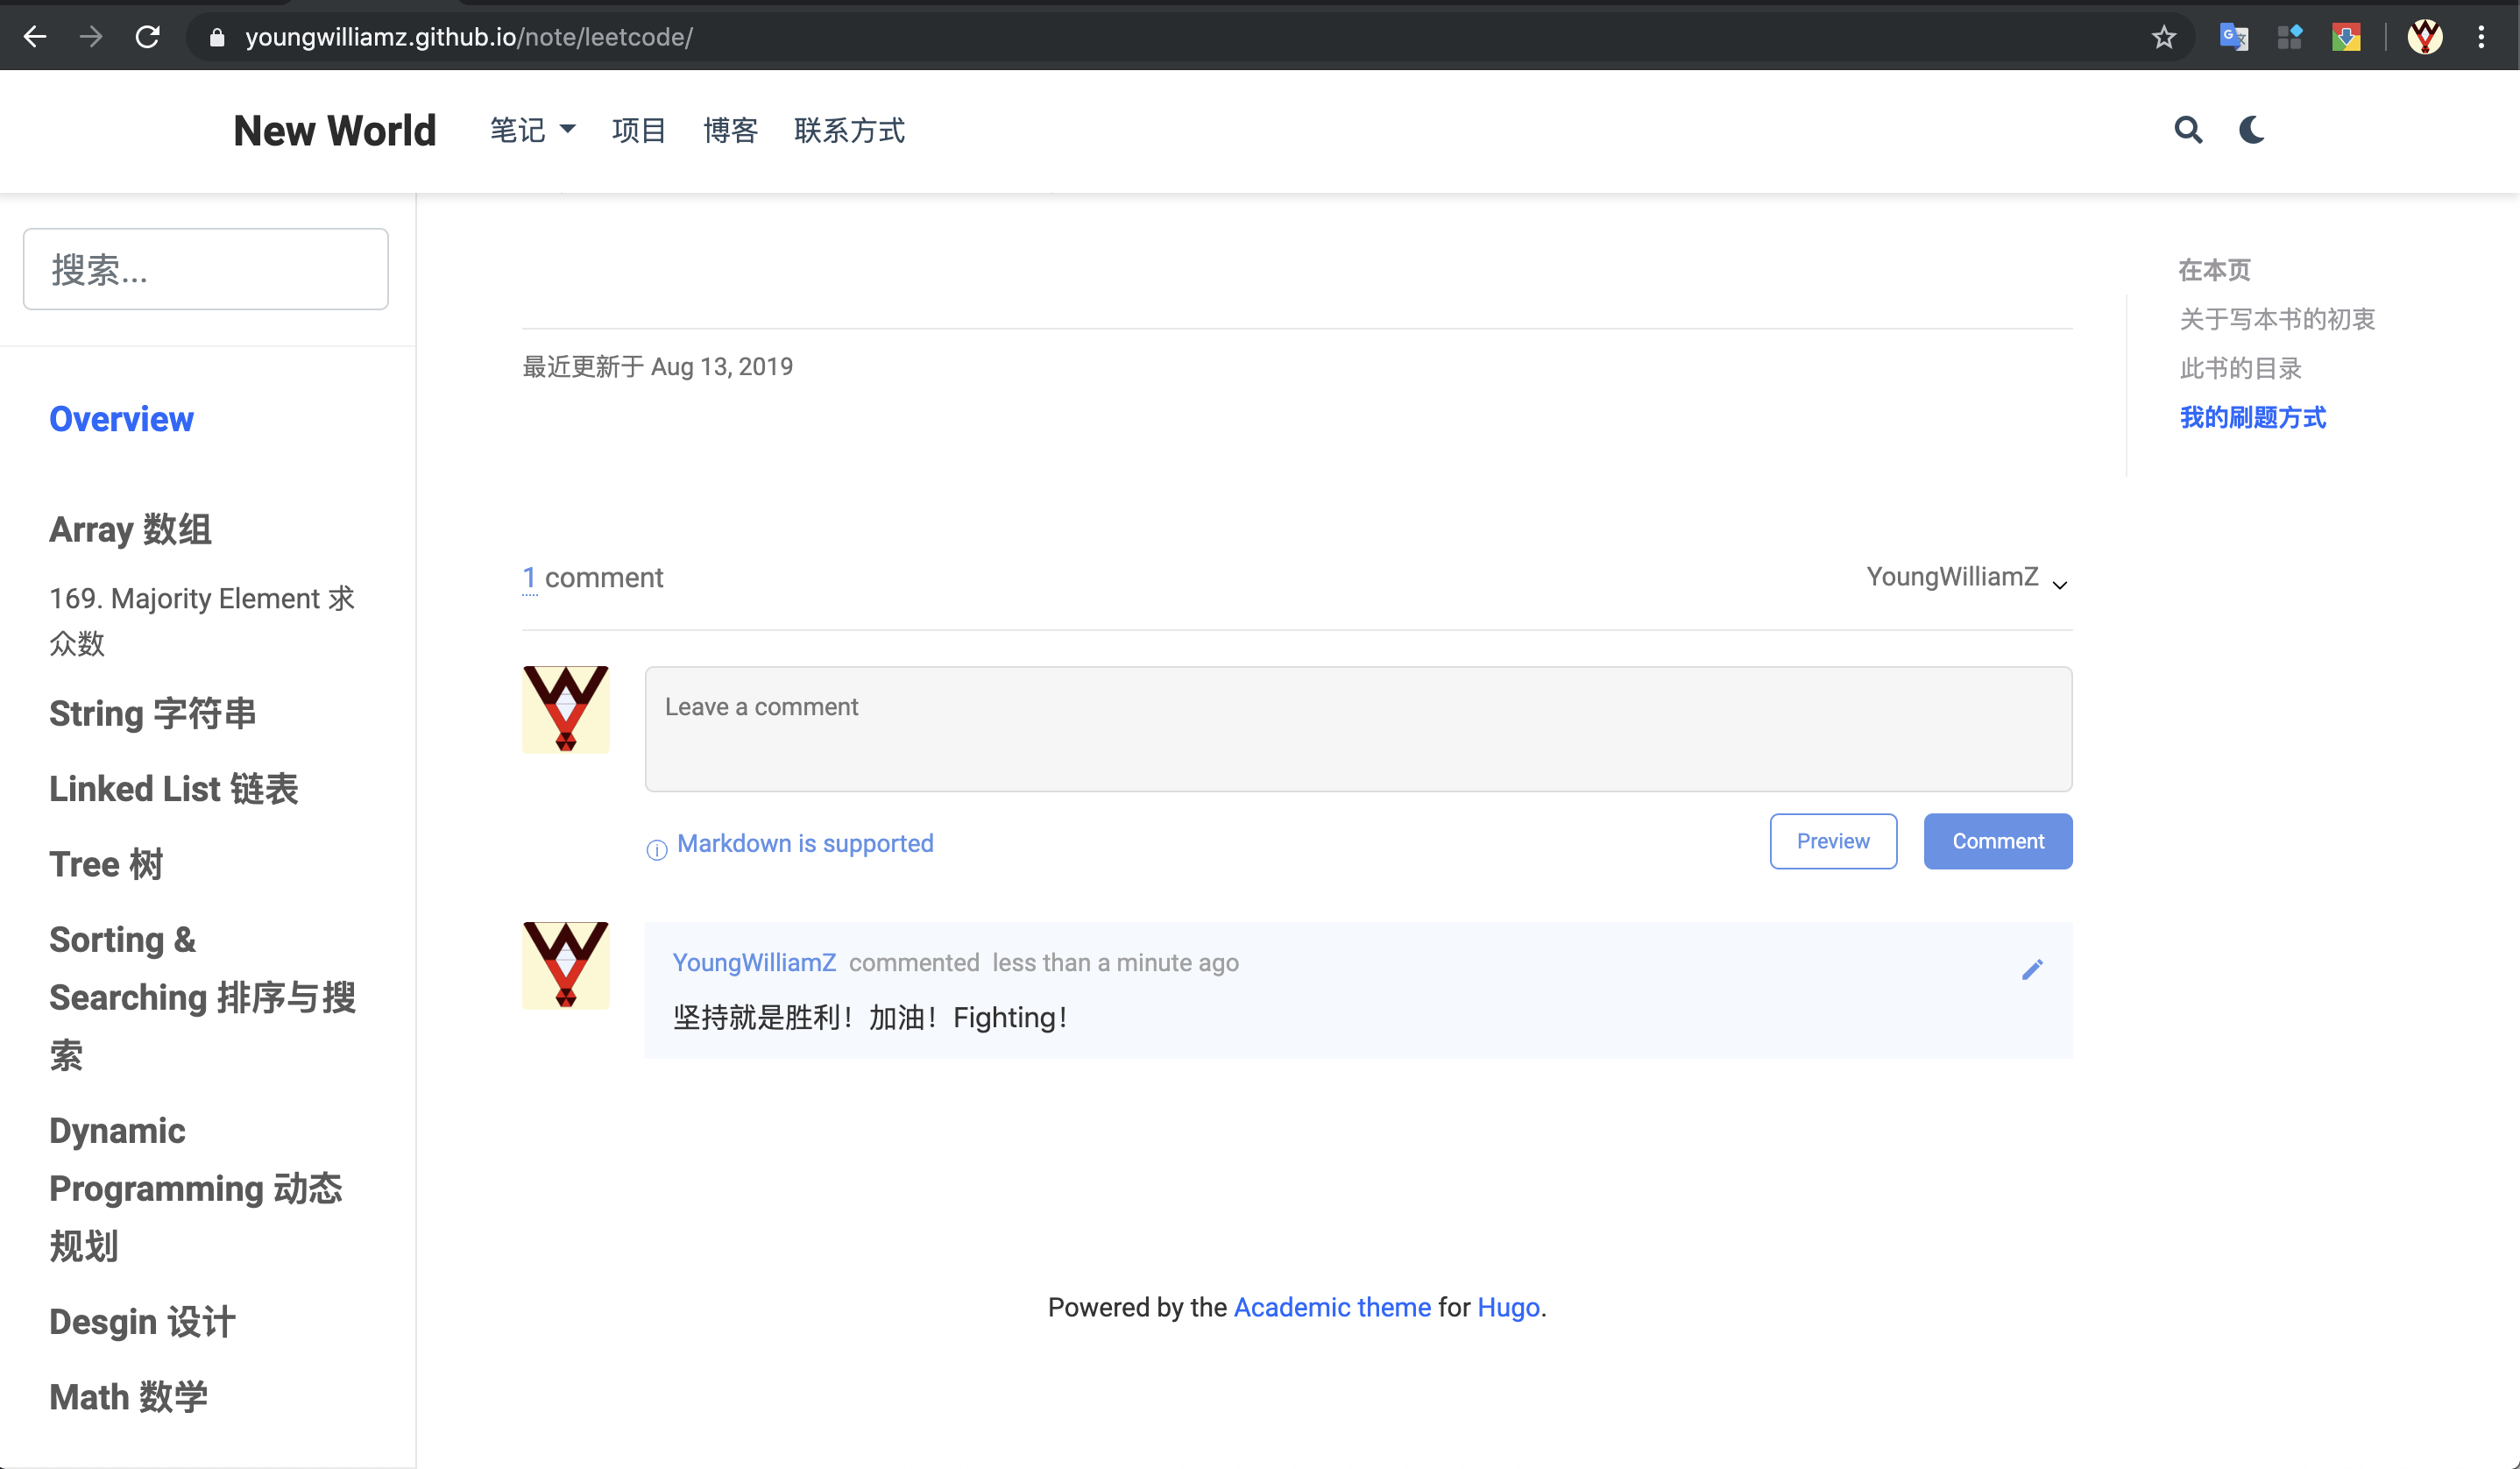 youngwilliamz.github.io/note/leetcode/
New World
笔记
项目
博客
联系方式
搜索...
Overview
Array 数组
169. Majority Element 求
众数
String 字符串
Linked List 链表
Tree 树
Sorting &
Searching 排序与搜
索
Dynamic
Programming 动态
规划
Desgin 设计
Math 数学
最近更新于 Aug 13, 2019
1 comment
YoungWilliamZ
Leave a comment
Markdown is supported
Preview
Comment
YoungWilliamZ commented less than a minute ago
坚持就是胜利！加油！Fighting！
Powered by the Academic theme for Hugo.
在本页
关于写本书的初衷
此书的目录
我的刷题方式